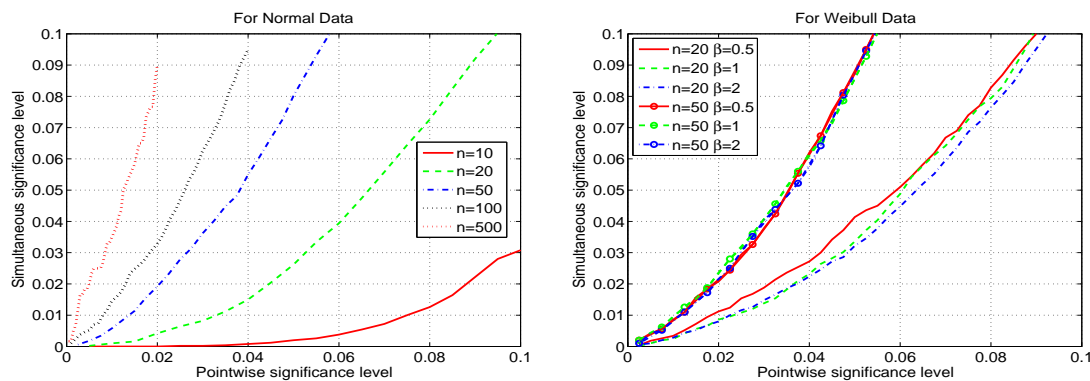 For Normal Data
Simultaneous significance level
0.1
0.09
0.08
0.07
0.06
0.05
0.04
0.03
0.02
0.01
0
0
0.02
0.04
0.06
0.08
0.1
Pointwise significance level
n=10
n=20
n=50
n=100
n=500
For Weibull Data
Simultaneous significance level
0.1
0.09
0.08
0.07
0.06
0.05
0.04
0.03
0.02
0.01
0
0
0.02
0.04
0.06
0.08
0.1
Pointwise significance level
n=20 β=0.5
n=20 β=1
n=20 β=2
n=50 β=0.5
n=50 β=1
n=50 β=2